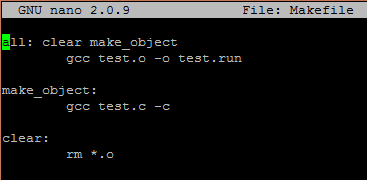 GNU nano 2.0.9 File: Makefile
all: clear make_object
gcc test.o -o test.run
make_object:
gcc test.c -c
clear:
rm *.o